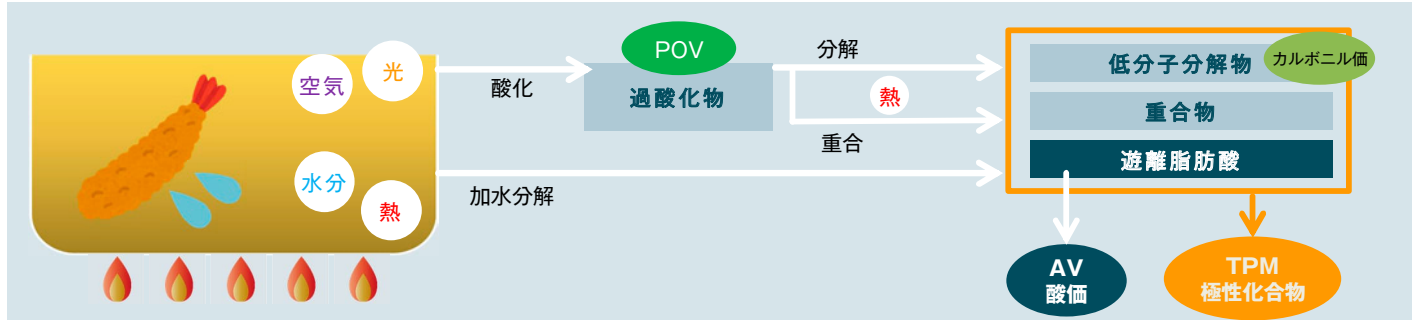 空気
光
水分
熱
酸化
POV
過酸化物
分解
熱
重合
加水分解
低分子分解物
カルボニル価
重合物
遊離脂肪酸
AV
酸価
TPM
極性化合物